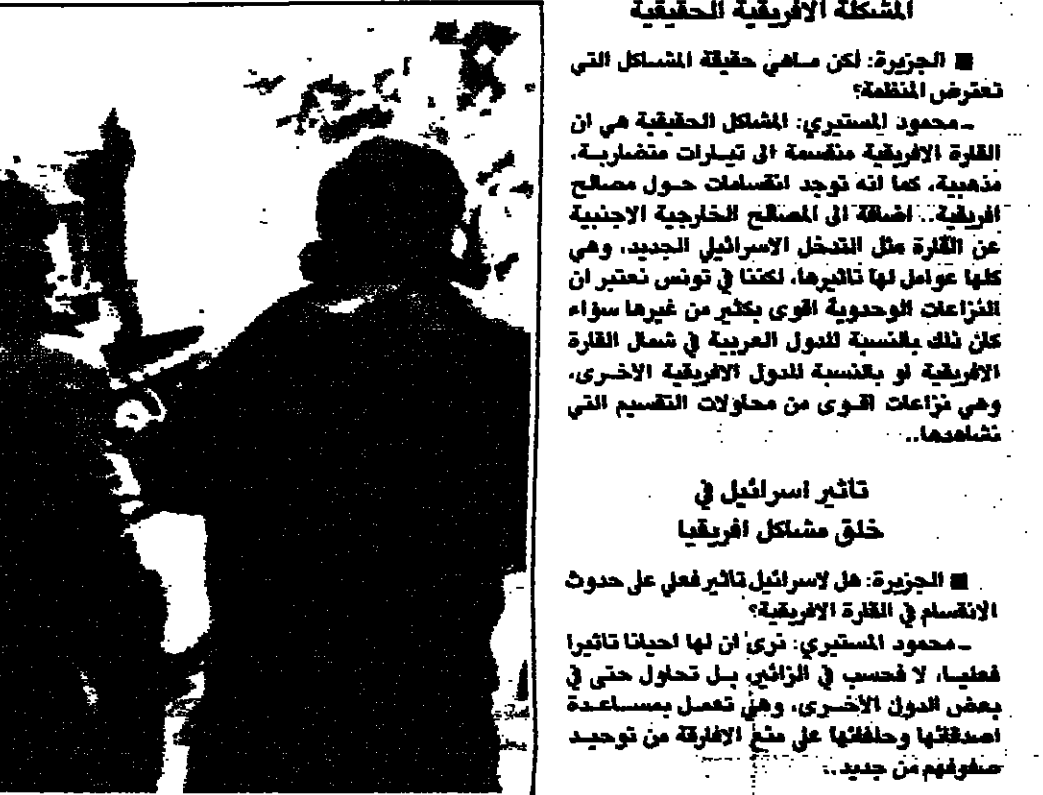 المشكلة الافريقية الحقيقية
■ الجزيرة: لكن ماهي حقيقة المشاكل التي
تعترض المنظمة؟
ـ محمود المستيري: المشاكل الحقيقية هي ان
القارة الافريقية منقسمة الى تيارات متضاربة،
مذهبية، كما انه توجد انقسامات حول مصالح
افريقية.. اضافة الى المصالح الخارجية الاجنبية
عن القارة مثل التدخل الاسرائيلي الجديد، وهي
كلها عوامل لها تاثيرها، لكننا في تونس نعتبر ان
النزاعات الوحدوية اقوى بكثير من غيرها سواء
كان ذلك بالنسبة للدول العربية في شمال القارة
الافريقية او بالنسبة للدول الافريقية الاخرى،
وهي نزاعات اقوى من محاولات التقسيم التي
نشاهدها..
تاثير اسرائيل في
خلق مشاكل افريقيا
■ الجزيرة: هل لاسرائيل تاثير فعلي على حدوث
الانقسام في القارة الافريقية؟
ـ محمود المستيري: نرى ان لها احيانا تاثيرا
فعليا، لا فحسب في الزائير، بل تحاول حتى في
بعض الدول الاخرى، وهي تعمل بمساعدة
اصدقائها وحلفائها على منع الافارقة من توحيد
صفوفهم من جديد..